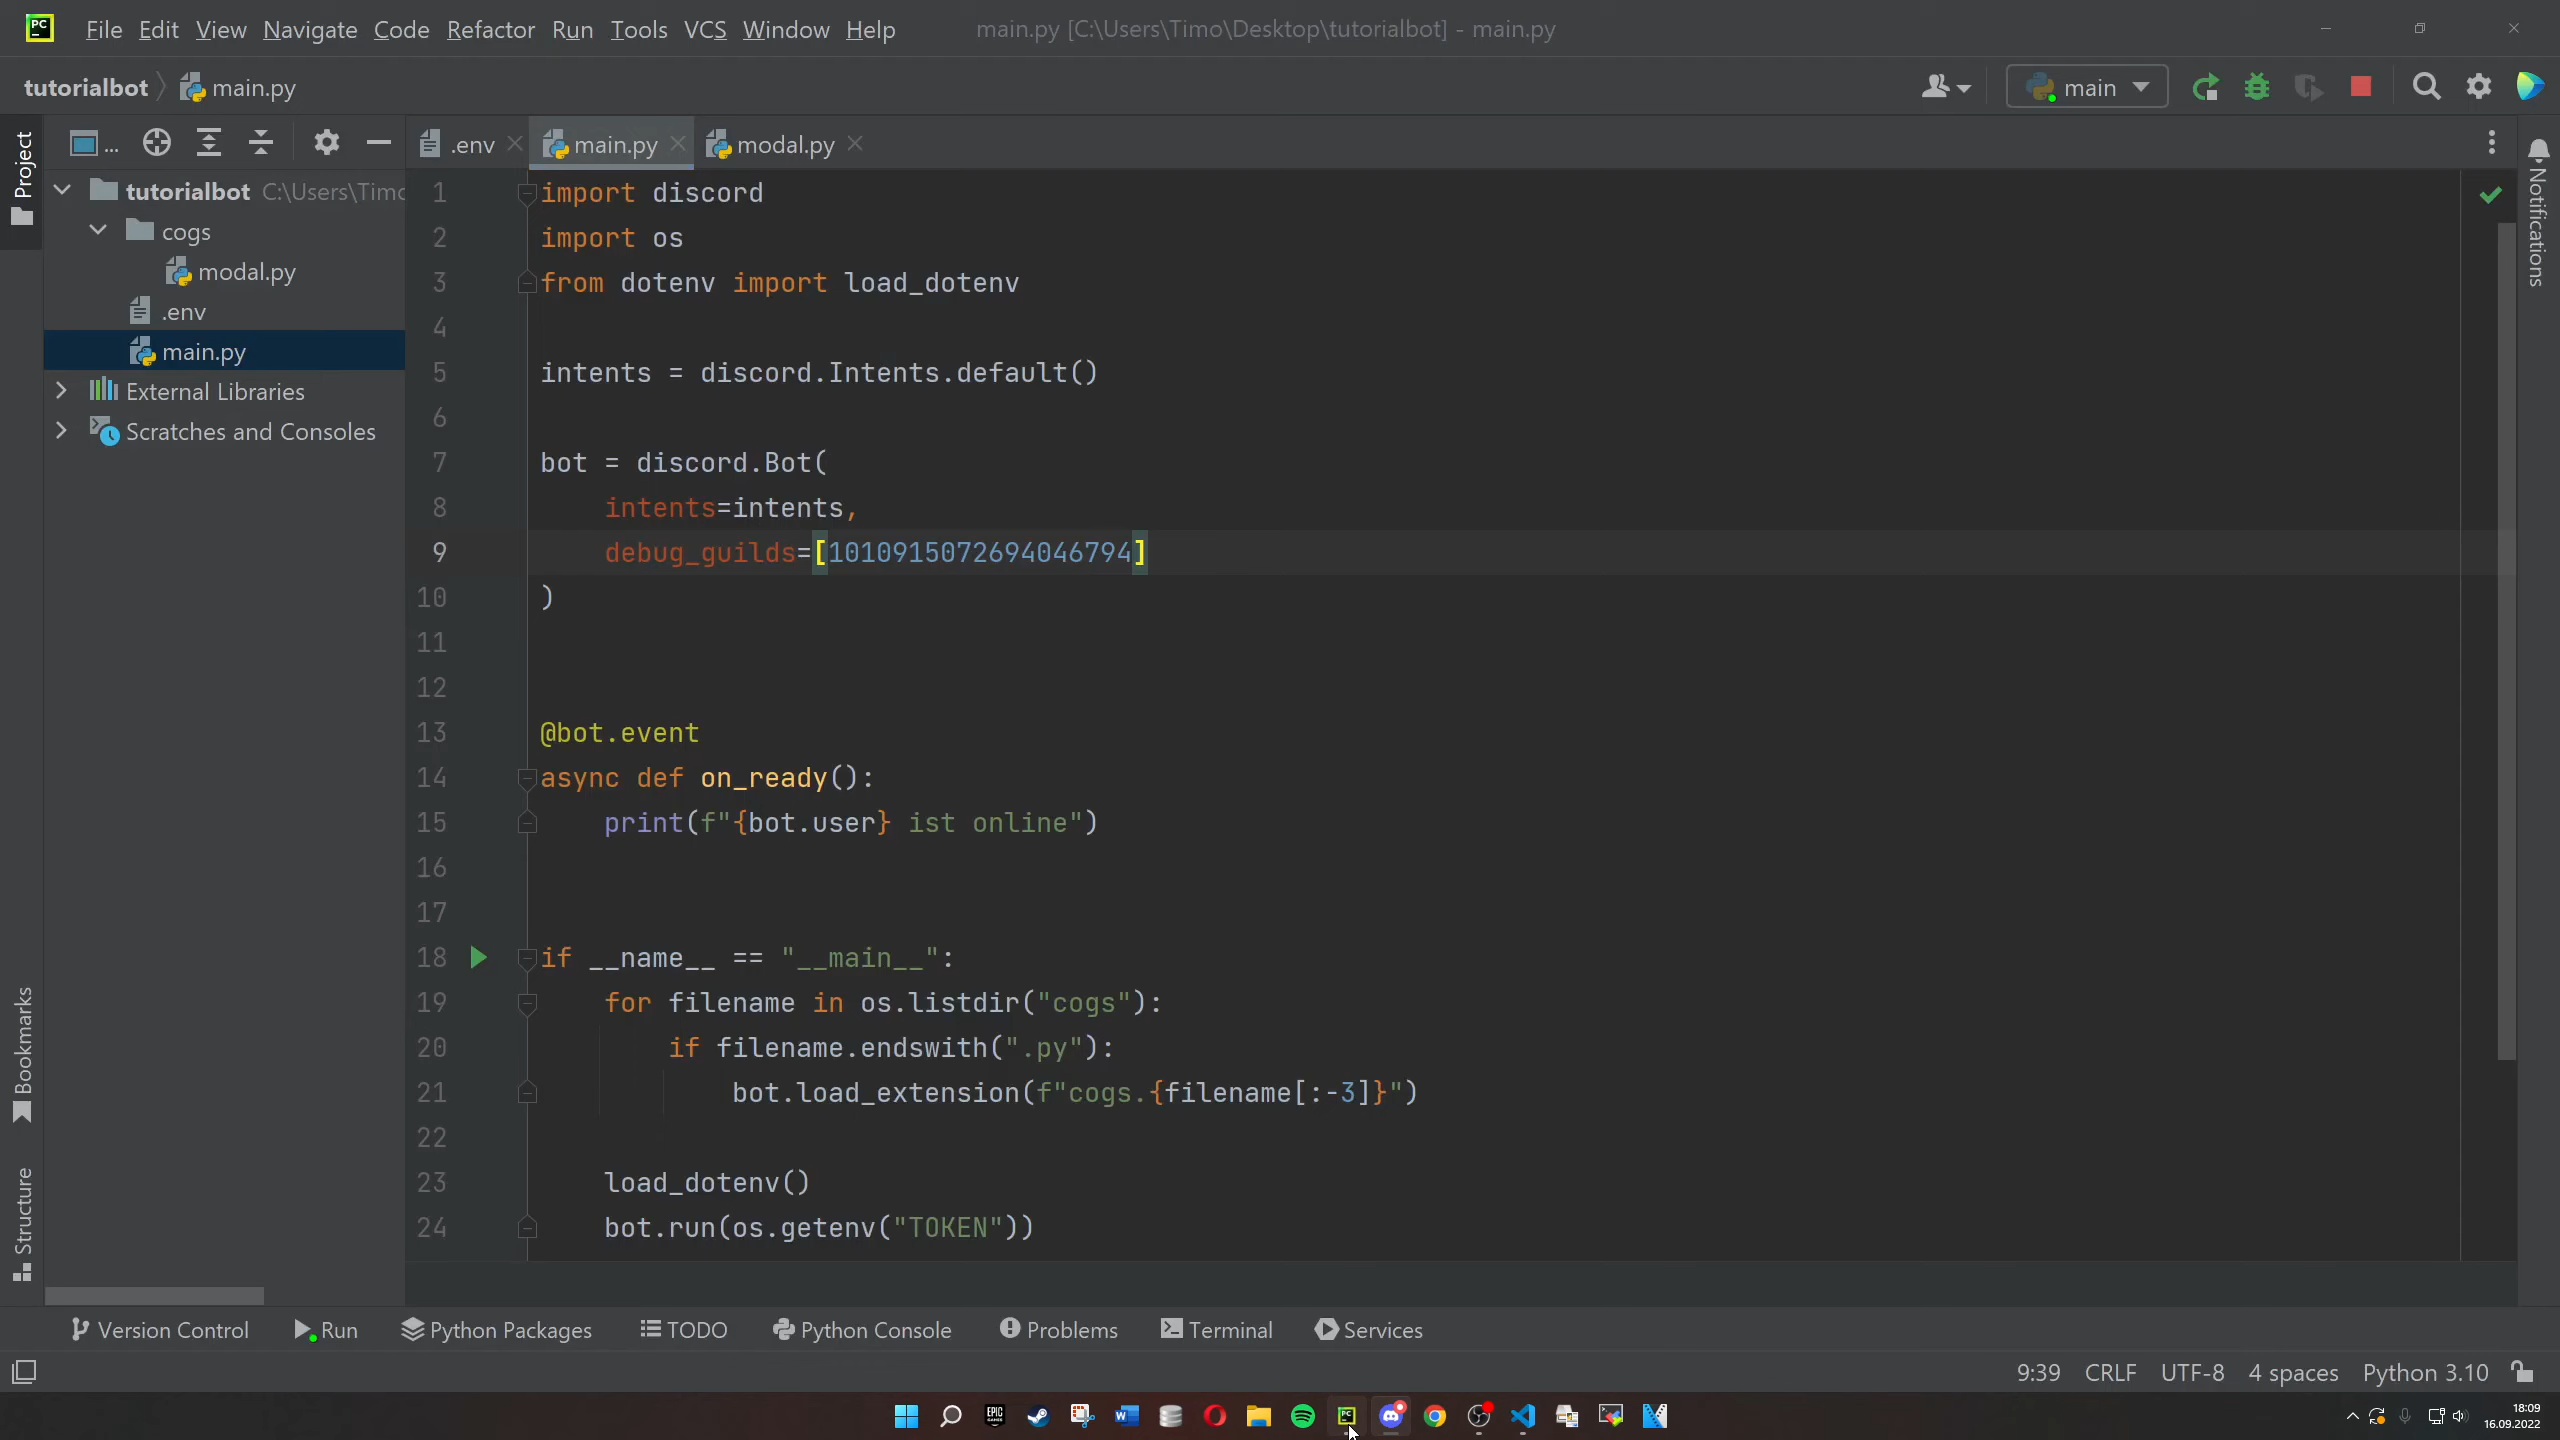 PC
File Edit View Navigate Code Refactor Run Tools VCS Window Help
main.py [C:\Users\Timo\Desktop\tutorialbot] - main.py
tutorialbot main.py
main
Project
...
.env
main.py
modal.py
tutorialbot C:\Users\Timo
cogs
modal.py
.env
main.py
External Libraries
Scratches and Consoles
1 import discord
2 import os
3 from dotenv import load_dotenv
4
5 intents = discord.Intents.default()
6
7 bot = discord.Bot(
8 intents=intents,
9 debug_guilds=[1010915072694046794]
10 )
11
12
13 @bot.event
14 async def on_ready():
15 print(f"{bot.user} ist online")
16
17
18 if __name__ == "__main__":
19 for filename in os.listdir("cogs"):
20 if filename.endswith(".py"):
21 bot.load_extension(f"cogs.{filename[:-3]}")
22
23 load_dotenv()
24 bot.run(os.getenv("TOKEN"))
Notifications
Bookmarks
Structure
Version Control Run Python Packages TODO Python Console Problems Terminal Services
9:39 CRLF UTF-8 4 spaces Python 3.10
EPIC GAMES
W
PC
18:09
16.09.2022